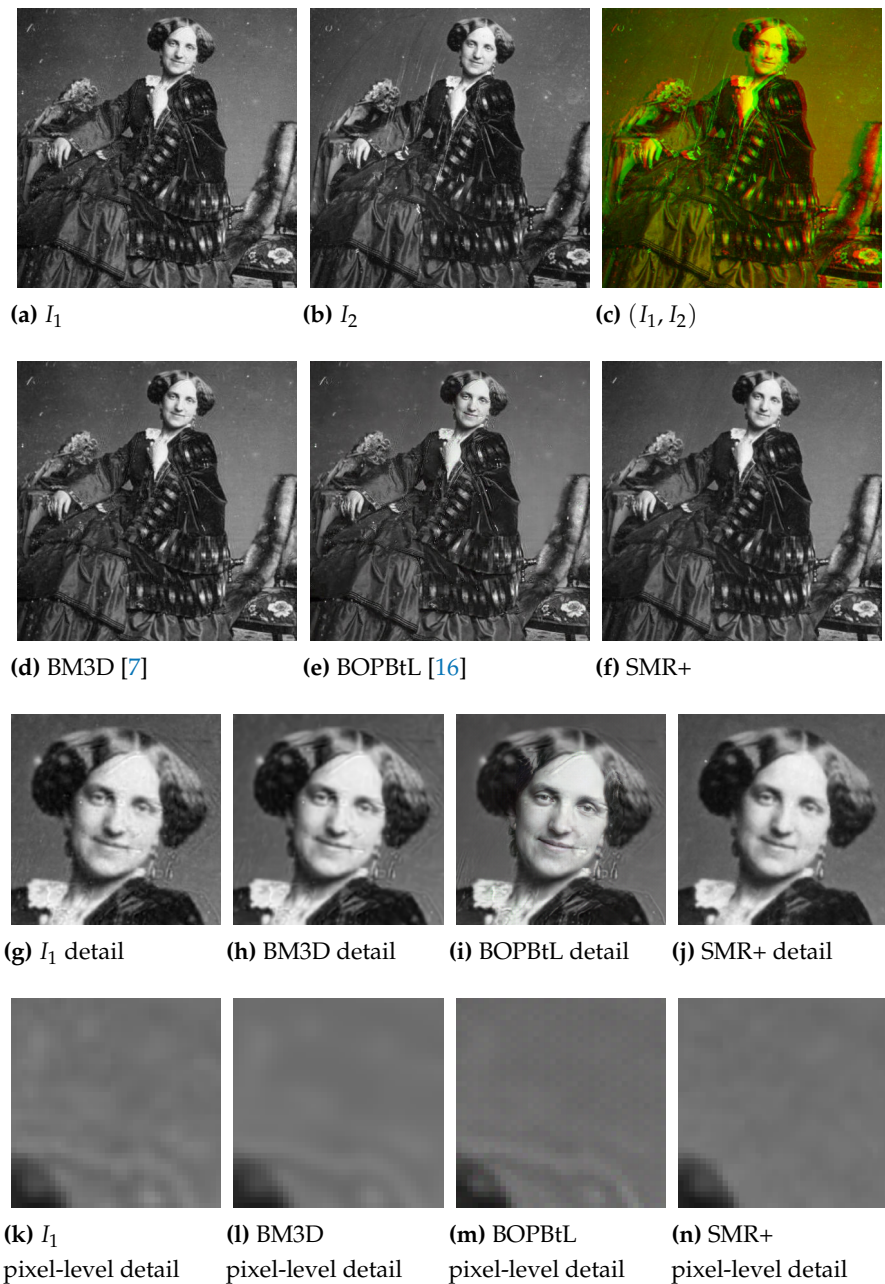 (a) I₁
(b) I₂
(c) (I₁, I₂)
(d) BM3D [7]
(e) BOPBtL [16]
(f) SMR+
(g) I₁ detail
(h) BM3D detail
(i) BOPBtL detail
(j) SMR+ detail
(k) I₁
pixel-level detail
(l) BM3D
pixel-level detail
(m) BOPBtL
pixel-level detail
(n) SMR+
pixel-level detail